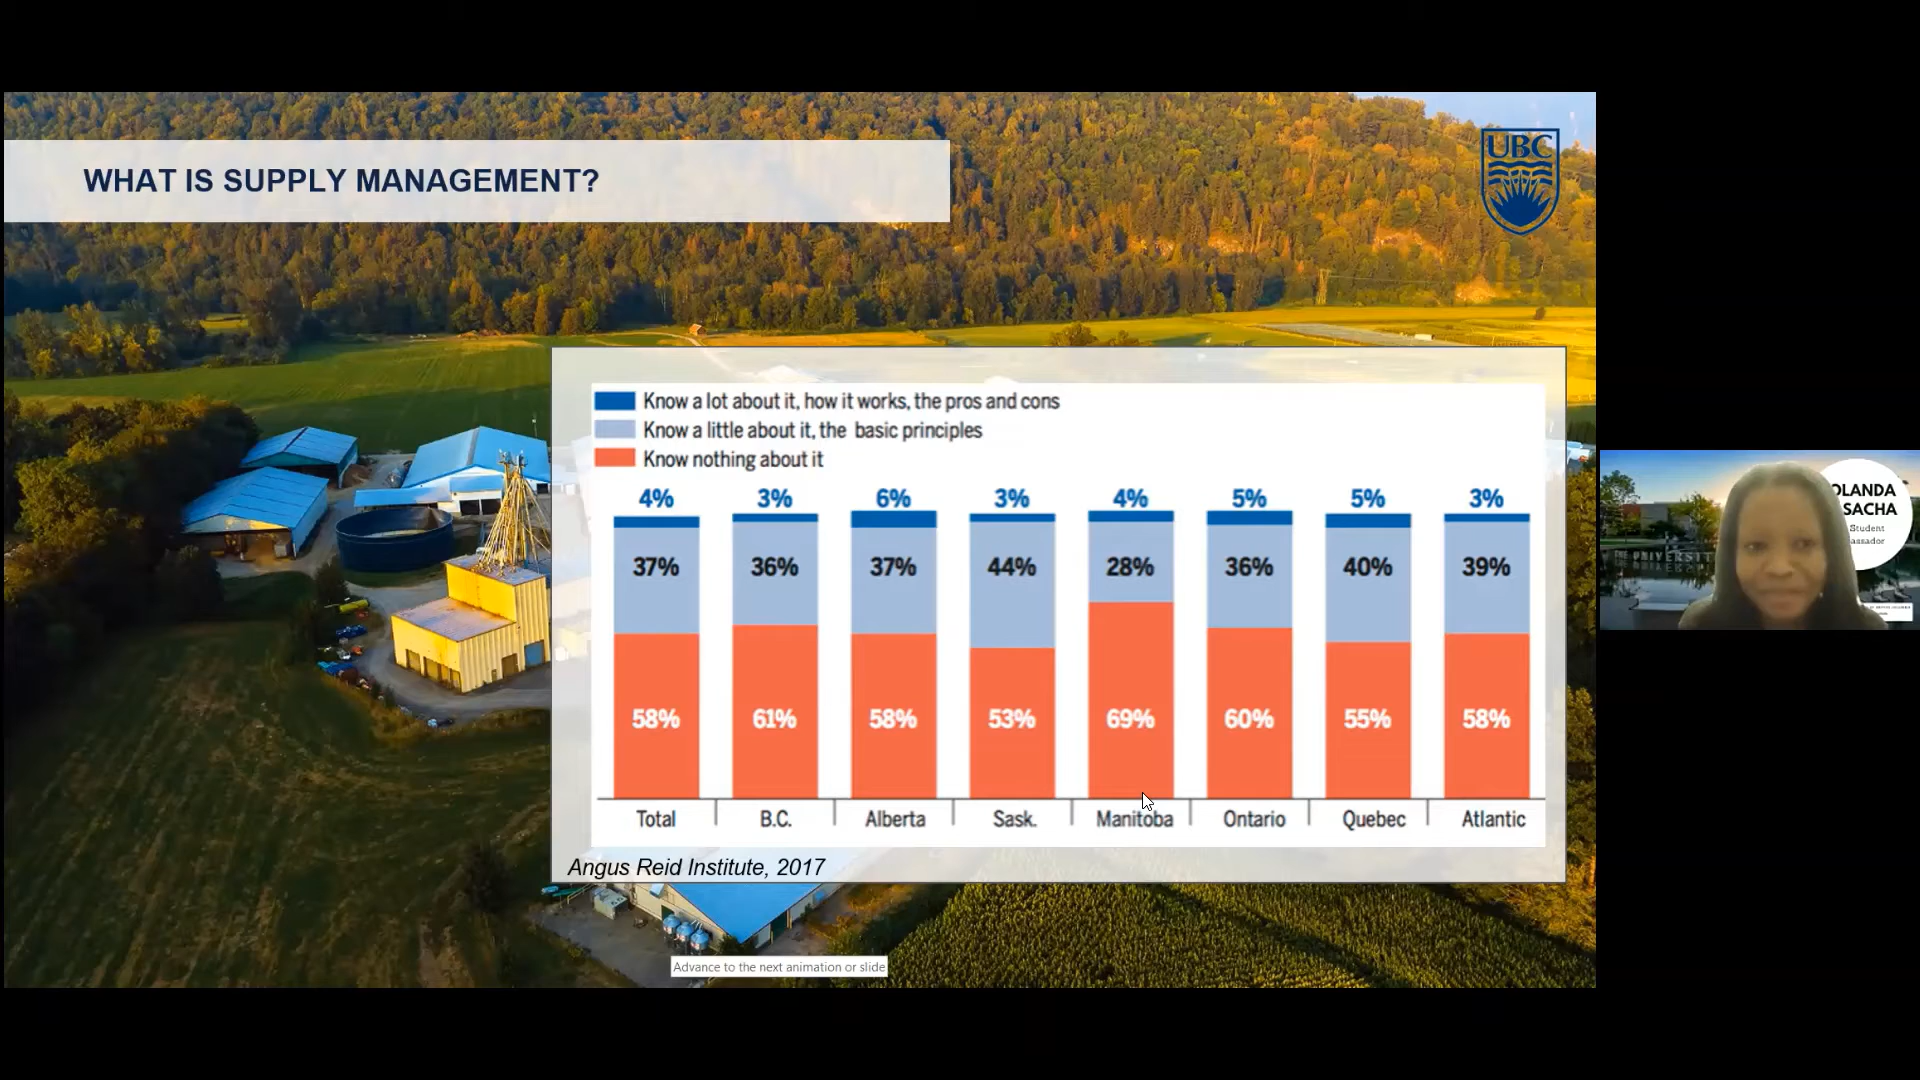 WHAT IS SUPPLY MANAGEMENT?
UBC
Know a lot about it, how it works, the pros and cons
Know a little about it, the basic principles
Know nothing about it
4% 3% 6% 3% 4% 5% 5% 3%
37% 36% 37% 44% 28% 36% 40% 39%
58% 61% 58% 53% 69% 60% 55% 58%
Total B.C. Alberta Sask. Manitoba Ontario Quebec Atlantic
Angus Reid Institute, 2017
Advance to the next animation or slide
OLANDA
SACHA
Student
assador